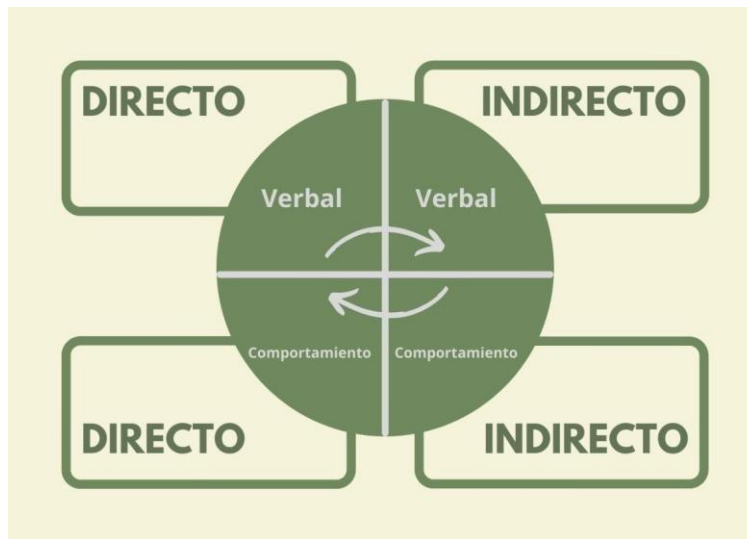 DIRECTO
INDIRECTO
Verbal
Verbal
Comportamiento
Comportamiento
DIRECTO
INDIRECTO